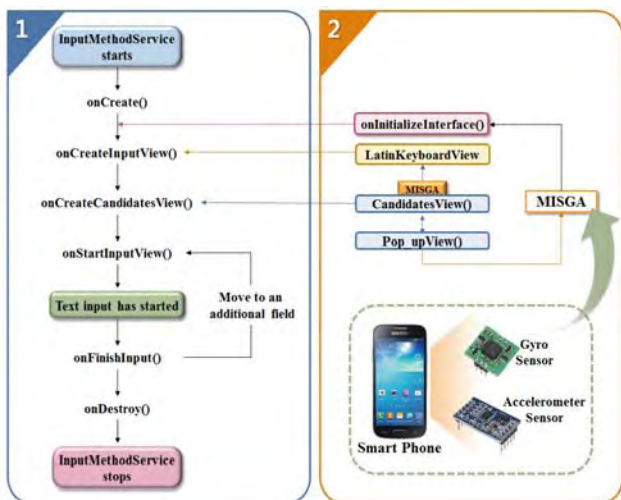 1
InputMethodService
starts
onCreate()
onCreateInputView()
onCreateCandidatesView()
onStartInputView()
Text input has started
Move to an
additional field
onFinishInput()
onDestroy()
InputMethodService
stops
2
onInitializeInterface()
LatinKeyboardView
MISGA
CandidatesView()
MISGA
Pop_upView()
Gyro
Sensor
Accelerometer
Sensor
Smart Phone